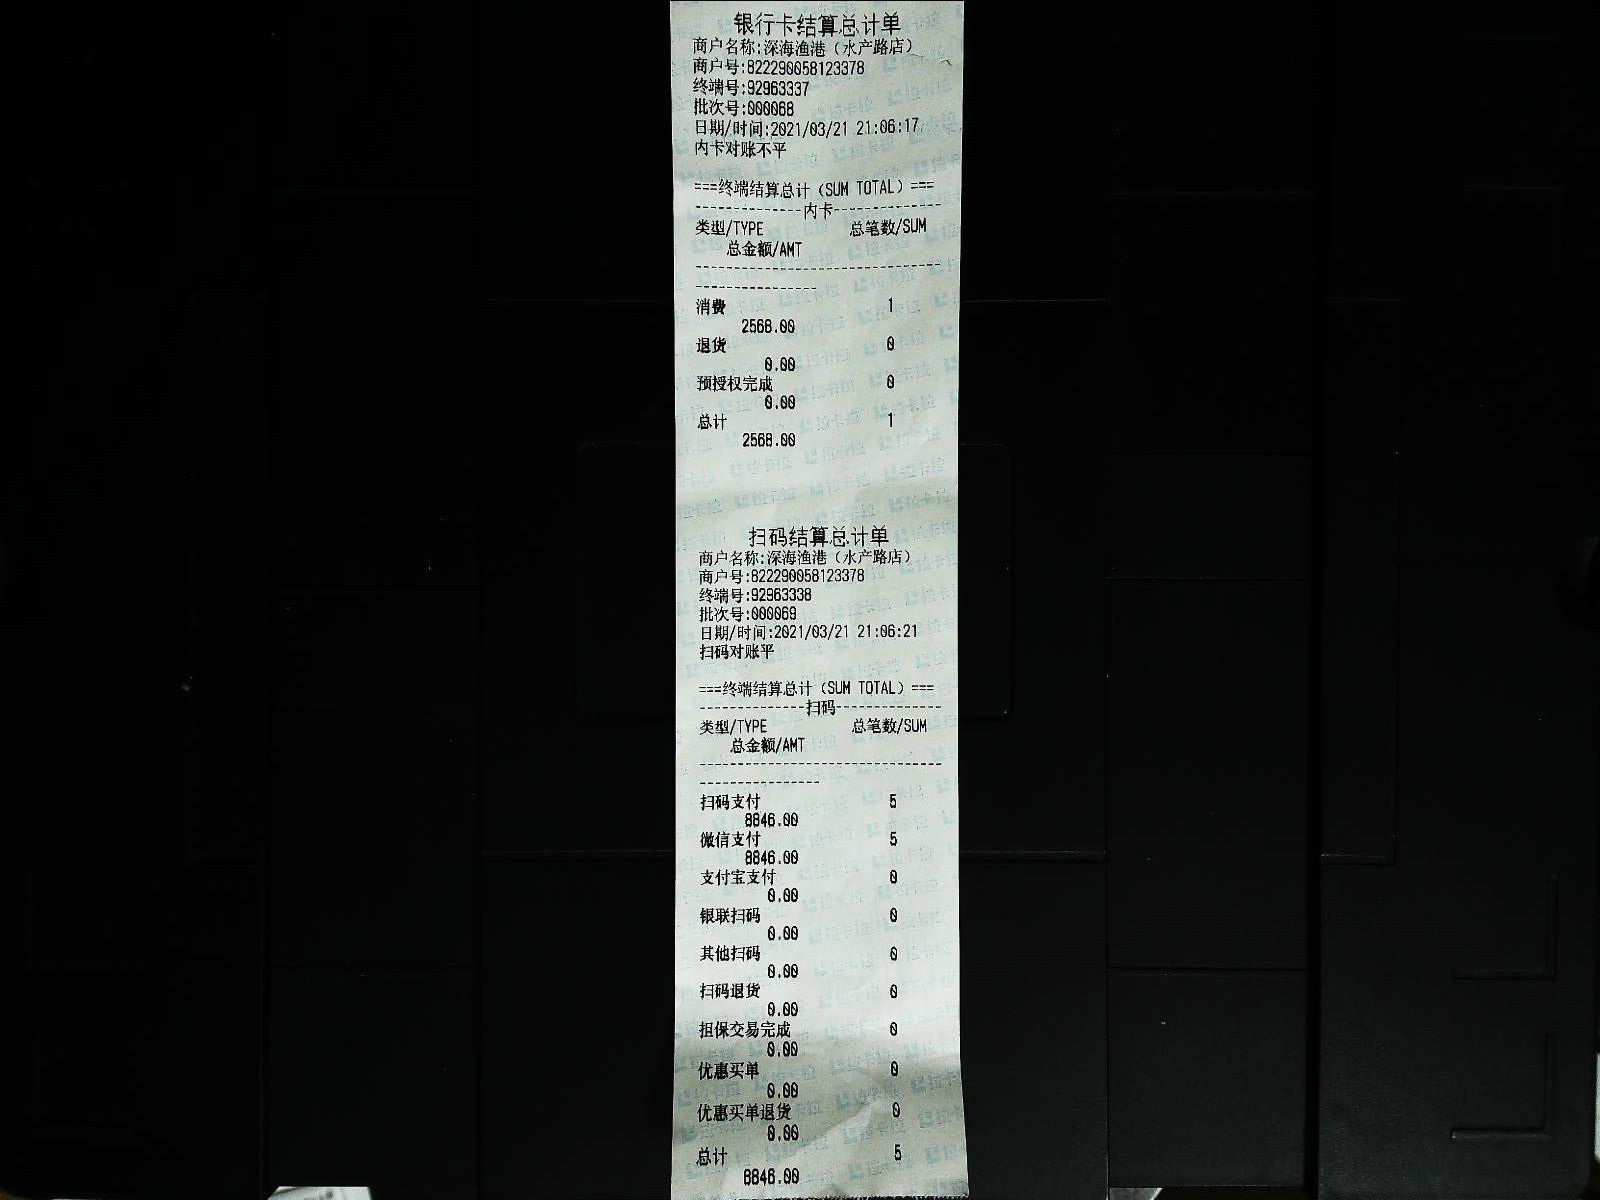 银行卡结算总计单
商户名称:深海渔港（水产路店）
商户号:822290058123378
终端号:92963337
批次号:000068
日期/时间:2021/03/21 21:06:17
内卡对账不平
===终端结算总计（SUM TOTAL）===
--------------内卡--------------
类型/TYPE 总笔数/SUM
总金额/AMT
--------------------------------
----------------
消费 1
2568.00
退货 0
0.00
预授权完成 0
0.00
总计 1
2568.00
扫码结算总计单
商户名称:深海渔港（水产路店）
商户号:822290058123378
终端号:92963338
批次号:000069
日期/时间:2021/03/21 21:06:21
扫码对账平
===终端结算总计（SUM TOTAL）===
--------------扫码--------------
类型/TYPE 总笔数/SUM
总金额/AMT
--------------------------------
----------------
扫码支付 5
8846.00
微信支付 5
8846.00
支付宝支付 0
0.00
银联扫码 0
0.00
其他扫码 0
0.00
扫码退货 0
0.00
担保交易完成 0
0.00
优惠买单 0
0.00
优惠买单退货 0
0.00
总计 5
8846.00